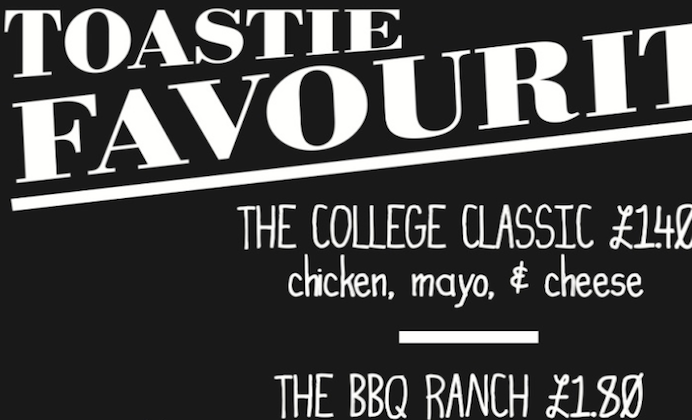 TOASTIE
FAVOURIT
THE COLLEGE CLASSIC £1.40
chicken, mayo, & cheese
THE BBQ RANCH £1.80